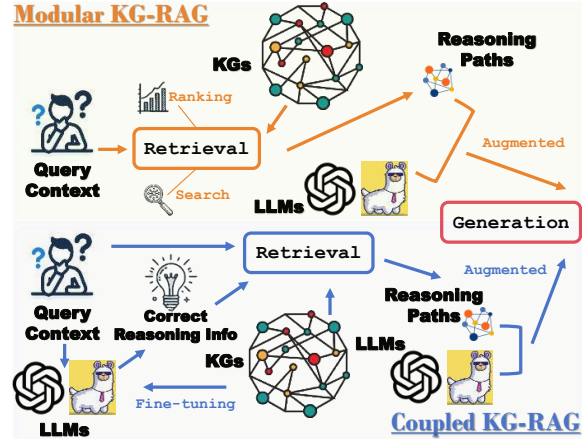 Modular KG-RAG
KGs
Reasoning
Paths
Ranking
Retrieval
Query
Context
Search
Augmented
LLMs
Generation
Retrieval
Augmented
Query
Context
Correct
Reasoning Info
Reasoning
Paths
KGs
LLMs
LLMs
Fine-tuning
Coupled KG-RAG